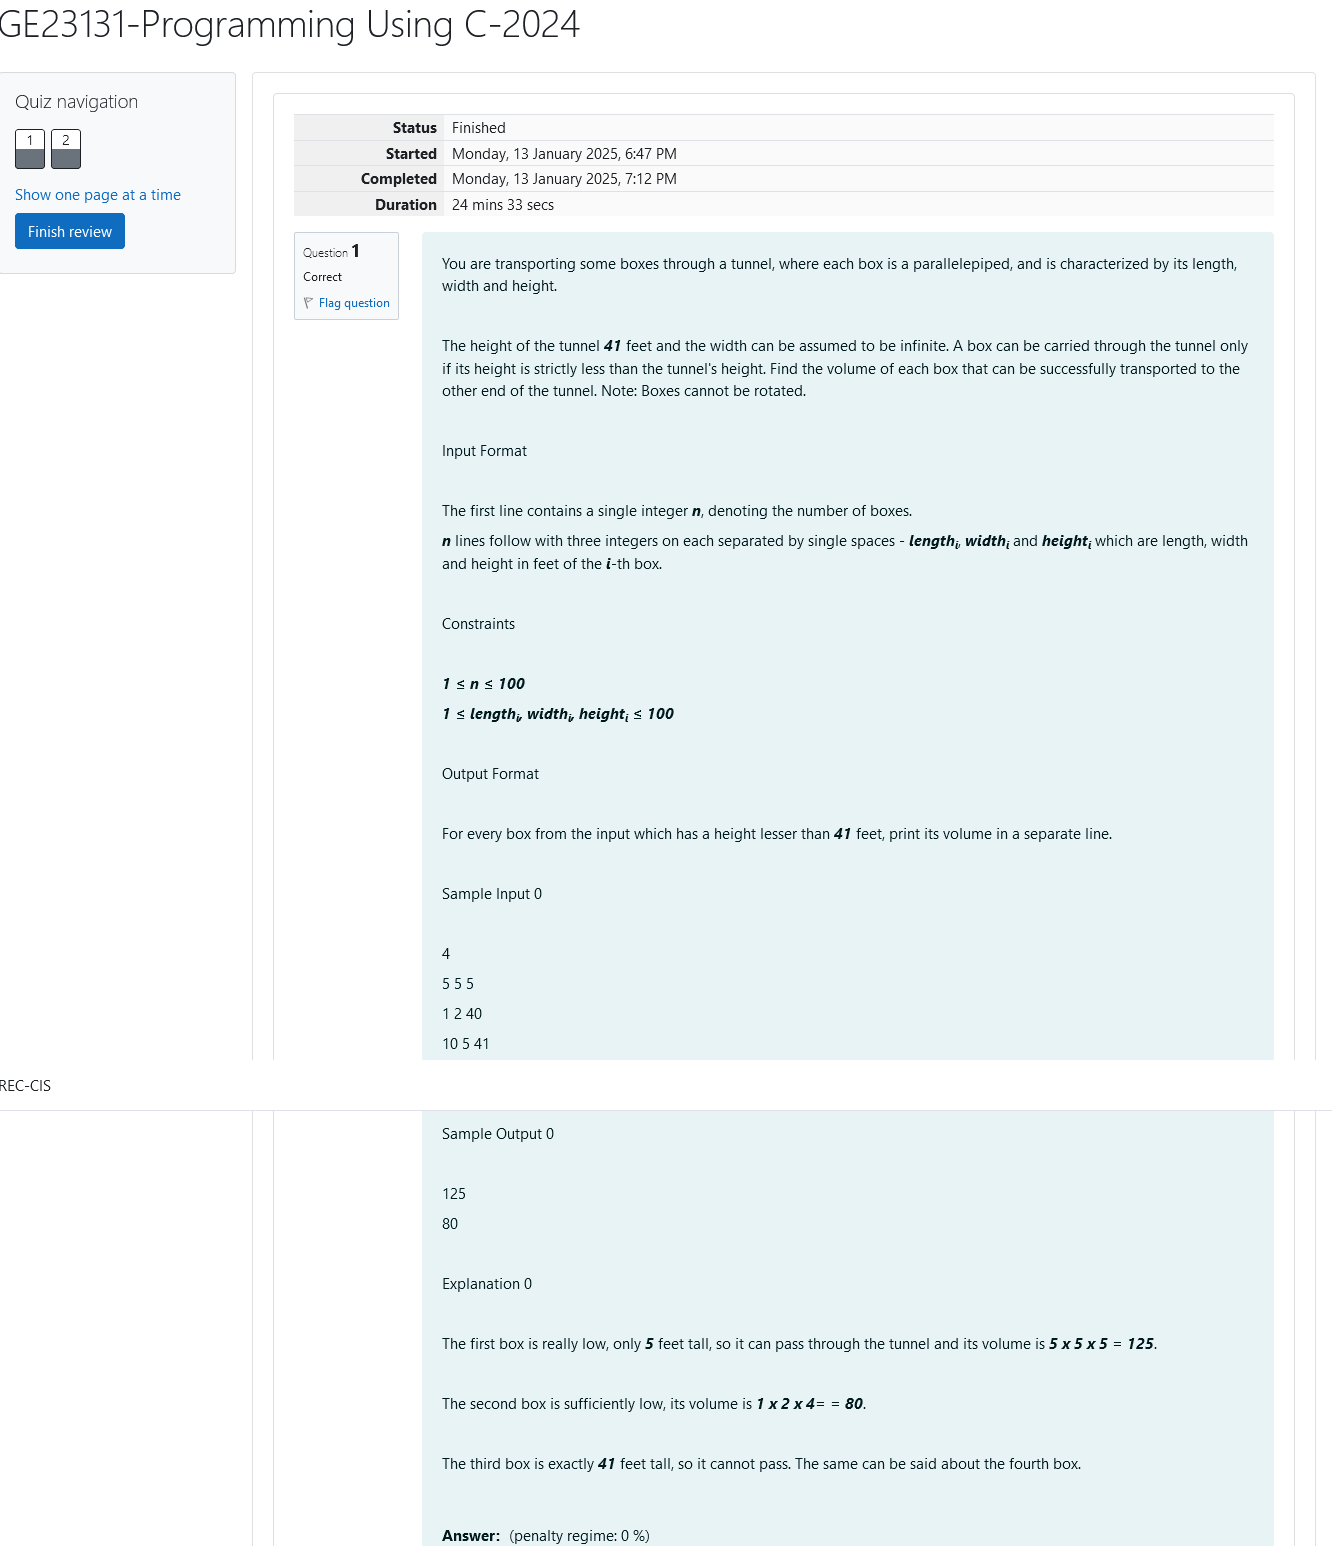 GE23131-Programming Using C-2024
Quiz navigation
1 2
Show one page at a time
Finish review
Status Finished
Started Monday, 13 January 2025, 6:47 PM
Completed Monday, 13 January 2025, 7:12 PM
Duration 24 mins 33 secs
Question 1
Correct
Flag question
You are transporting some boxes through a tunnel, where each box is a parallelepiped, and is characterized by its length,
width and height.
The height of the tunnel 41 feet and the width can be assumed to be infinite. A box can be carried through the tunnel only
if its height is strictly less than the tunnel's height. Find the volume of each box that can be successfully transported to the
other end of the tunnel. Note: Boxes cannot be rotated.
Input Format
The first line contains a single integer n, denoting the number of boxes.
n lines follow with three integers on each separated by single spaces - lengthi, widthi and heighti which are length, width
and height in feet of the i-th box.
Constraints
1 ≤ n ≤ 100
1 ≤ lengthi, widthi, heighti ≤ 100
Output Format
For every box from the input which has a height lesser than 41 feet, print its volume in a separate line.
Sample Input 0
4
5 5 5
1 2 40
10 5 41
REC-CIS
Sample Output 0
125
80
Explanation 0
The first box is really low, only 5 feet tall, so it can pass through the tunnel and its volume is 5 x 5 x 5 = 125.
The second box is sufficiently low, its volume is 1 x 2 x 4= = 80.
The third box is exactly 41 feet tall, so it cannot pass. The same can be said about the fourth box.
Answer: (penalty regime: 0 %)